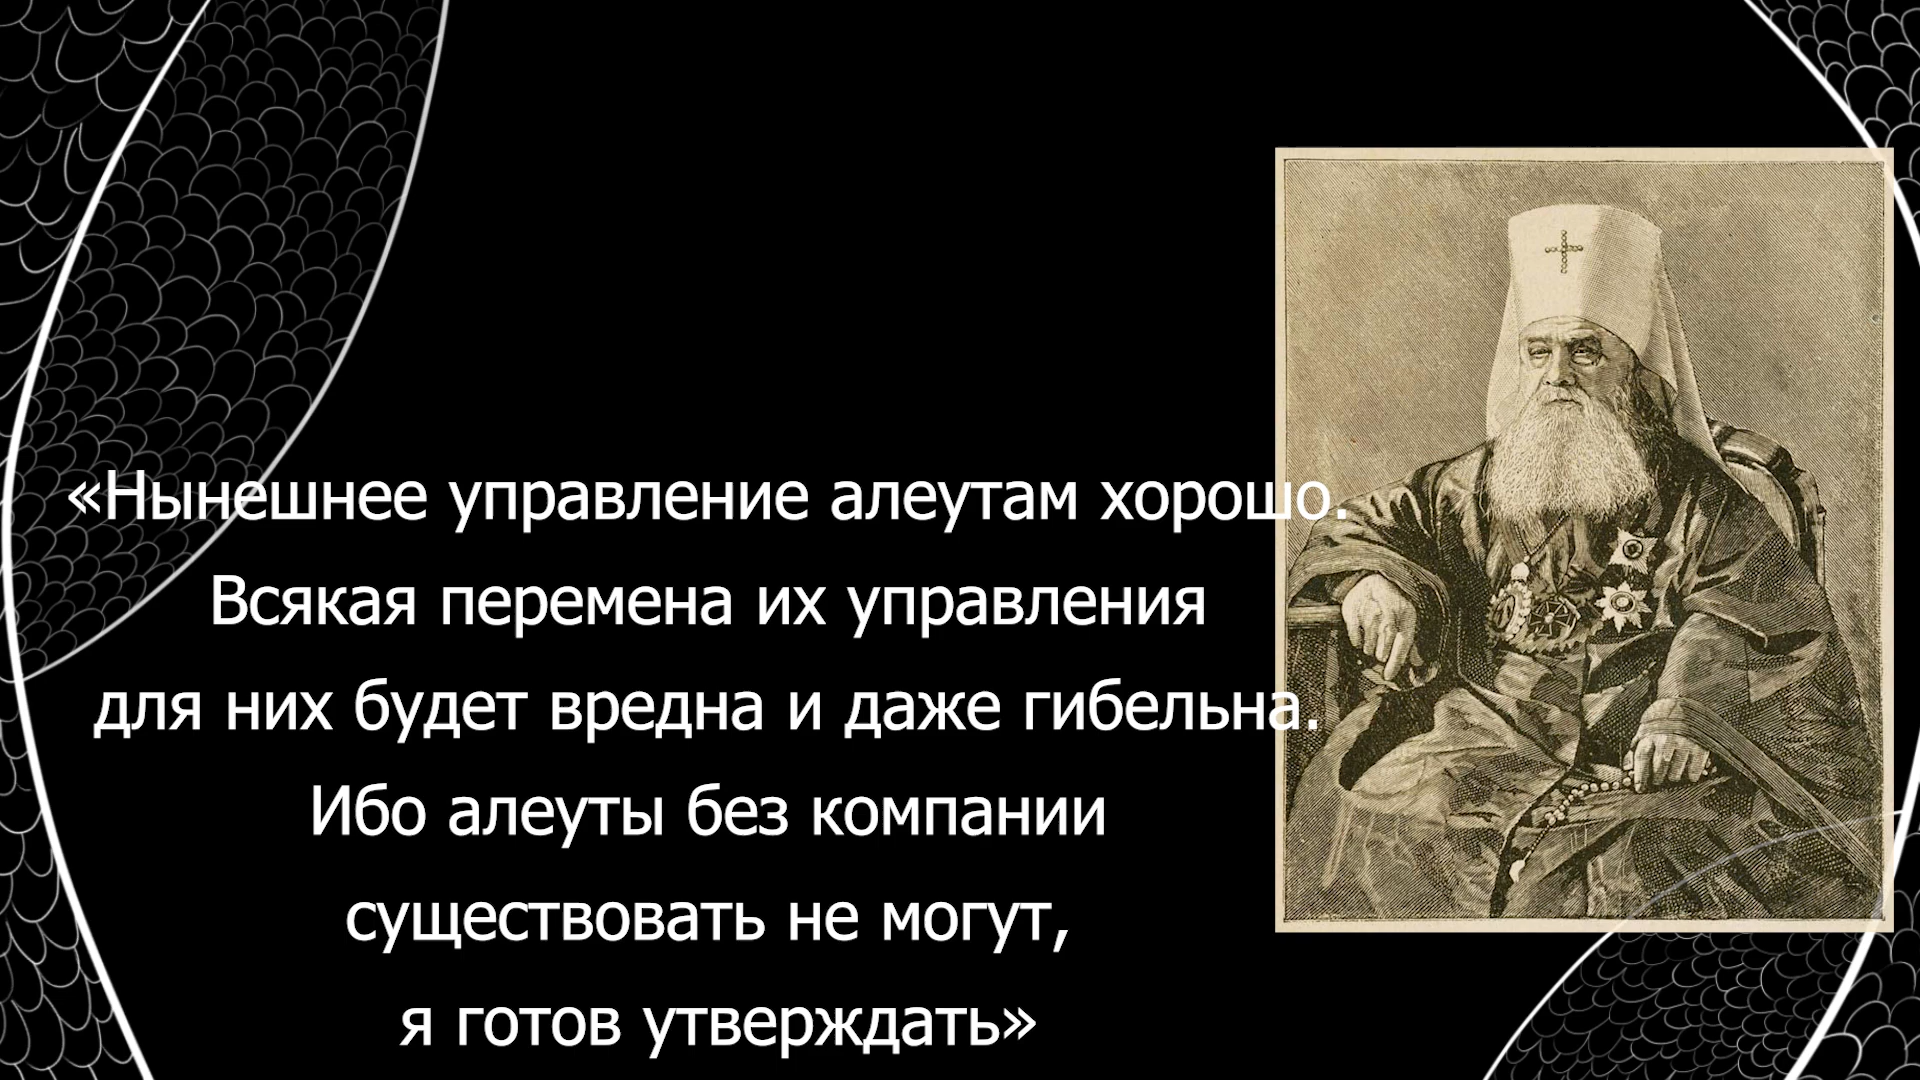 «Нынешнее управление алеутам хорошо.
Всякая перемена их управления
для них будет вредна и даже гибельна.
Ибо алеуты без компании
существовать не могут,
я готов утверждать»